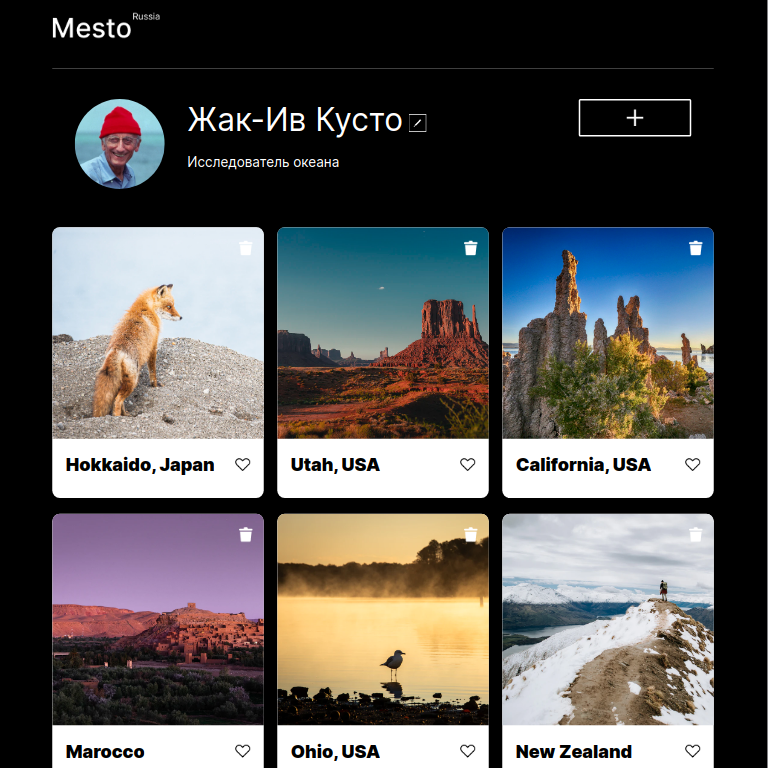 Mesto Russia
Жак-Ив Кусто
Исследователь океана
Hokkaido, Japan
Utah, USA
California, USA
Marocco
Ohio, USA
New Zealand